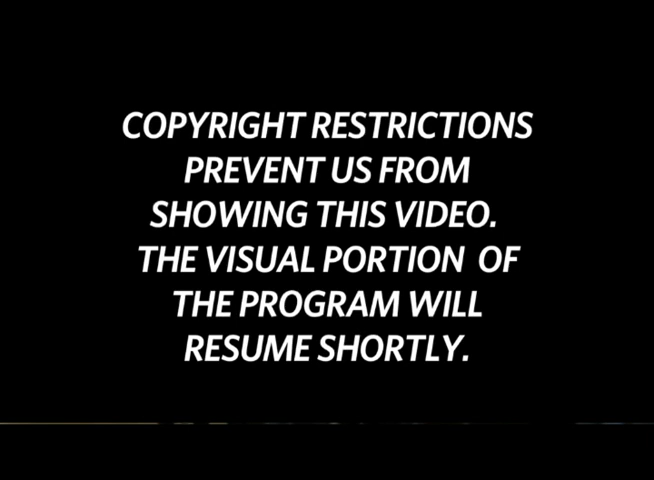 COPYRIGHT RESTRICTIONS
PREVENT US FROM
SHOWING THIS VIDEO.
THE VISUAL PORTION OF
THE PROGRAM WILL
RESUME SHORTLY.